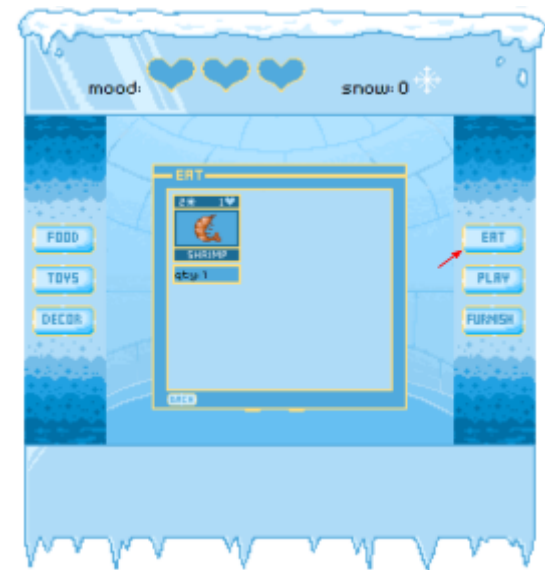 mood:
snow: 0
EAT
2 1
SHRIMP
qty: 1
BACK
FOOD
TOYS
DECOR
EAT
PLAY
FURNISH